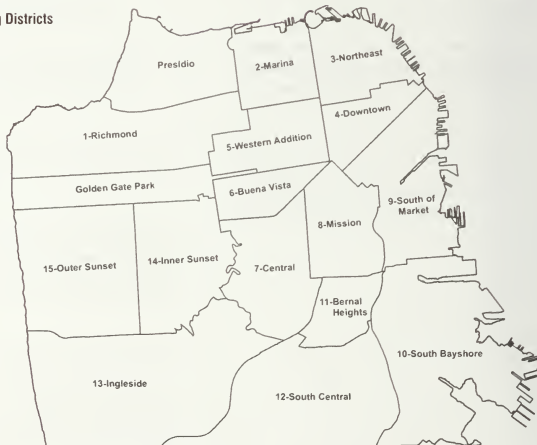 Districts
Presidio
2-Marina
3-Northeast
4-Downtown
1-Richmond
5-Western Addition
Golden Gate Park
6-Buena Vista
9-South of
Market
8-Mission
15-Outer Sunset
14-Inner Sunset
7-Central
11-Bernal
Heights
10-South Bayshore
13-Ingleside
12-South Central